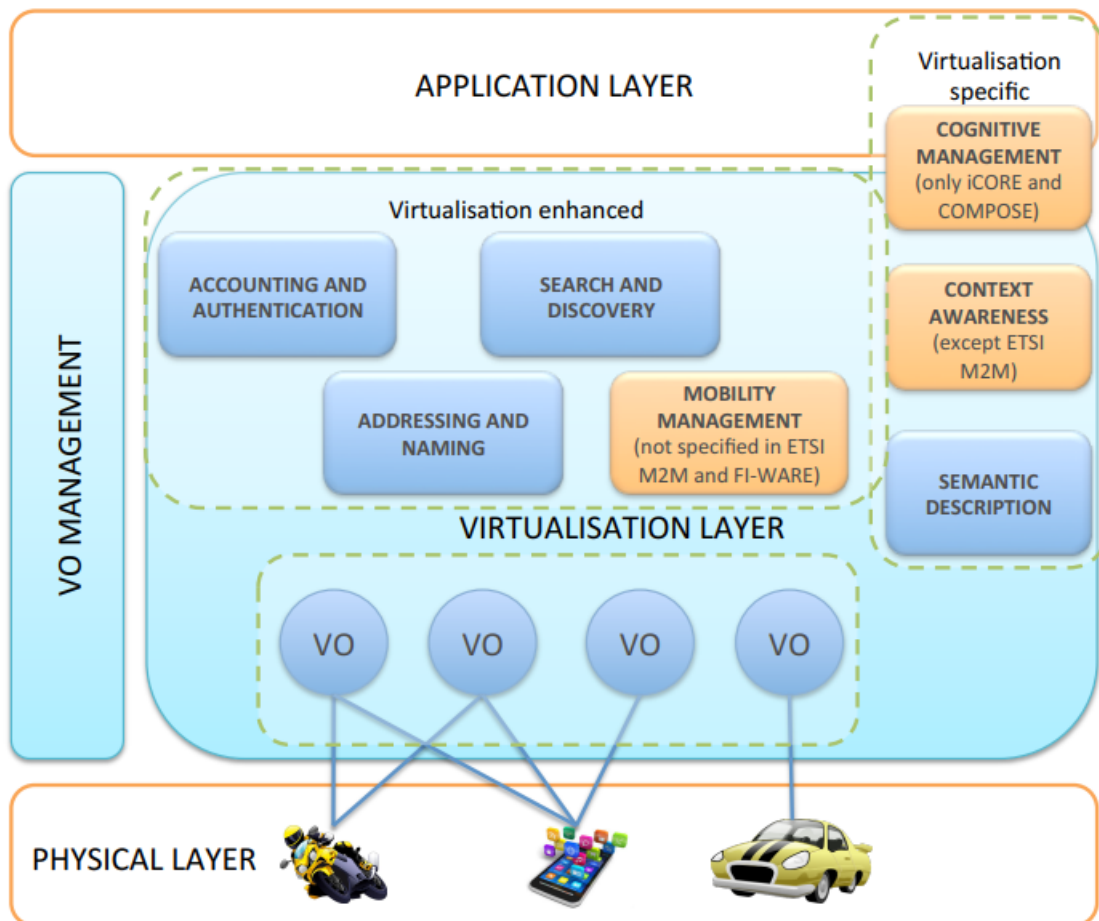 APPLICATION LAYER
Virtualisation
specific
COGNITIVE
MANAGEMENT
(only iCORE and
COMPOSE)
Virtualisation enhanced
ACCOUNTING AND
AUTHENTICATION
SEARCH AND
DISCOVERY
CONTEXT
AWARENESS
(except ETSI
M2M)
ADDRESSING AND
NAMING
MOBILITY
MANAGEMENT
(not specified in ETSI
M2M and FI-WARE)
SEMANTIC
DESCRIPTION
VO MANAGEMENT
VIRTUALISATION LAYER
VO
VO
VO
VO
PHYSICAL LAYER